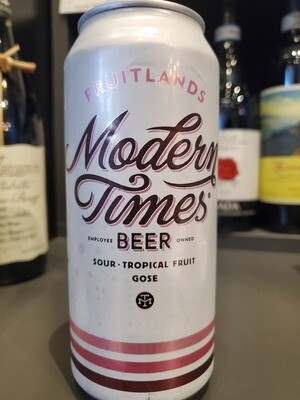 FRUITLANDS
Modern
Times
EMPLOYEE BEER OWNED
SOUR · TROPICAL FRUIT
GOSE